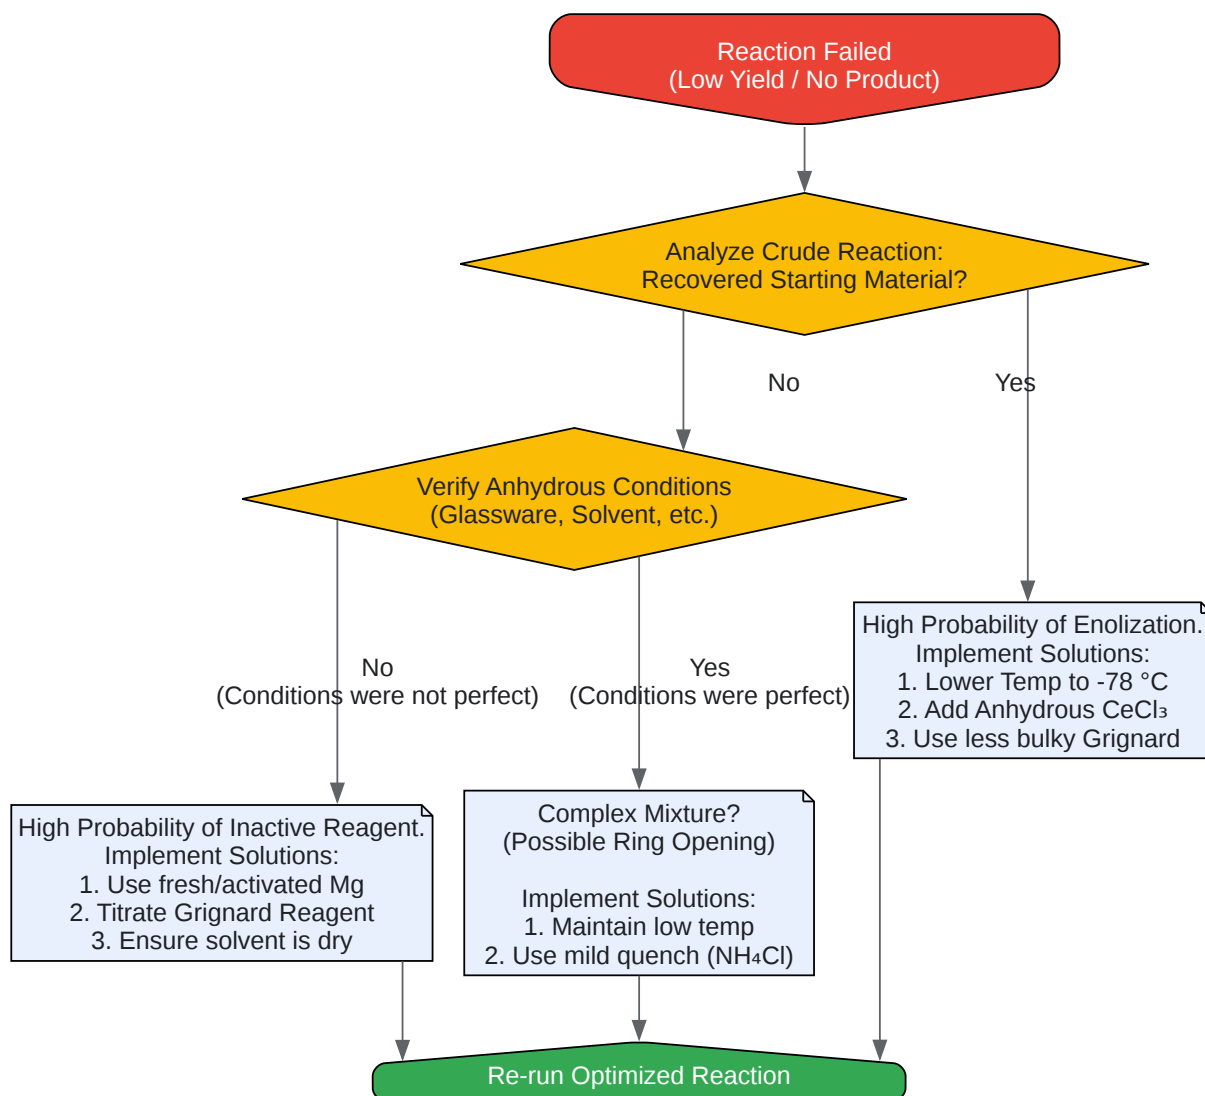 Reaction Failed
(Low Yield / No Product)
Analyze Crude Reaction:
Recovered Starting Material?
No
Yes
Verify Anhydrous Conditions
(Glassware, Solvent, etc.)
No
(Conditions were not perfect)
Yes
(Conditions were perfect)
High Probability of Enolization.
Implement Solutions:
1. Lower Temp to -78 °C
2. Add Anhydrous CeCl₃
3. Use less bulky Grignard
High Probability of Inactive Reagent.
Implement Solutions:
1. Use fresh/activated Mg
2. Titrate Grignard Reagent
3. Ensure solvent is dry
Complex Mixture?
(Possible Ring Opening)
Implement Solutions:
1. Maintain low temp
2. Use mild quench (NH₄Cl)
Re-run Optimized Reaction